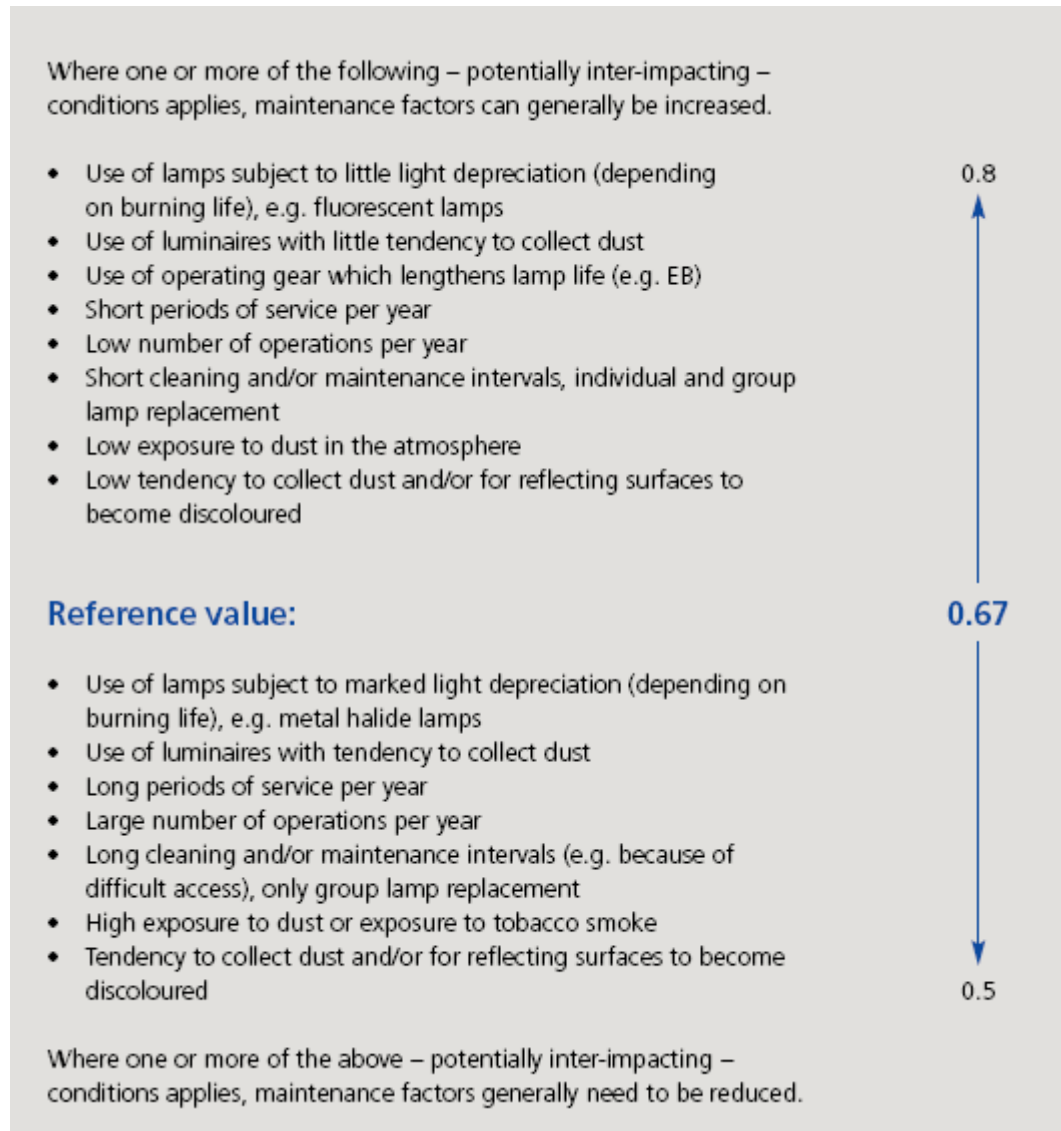 Where one or more of the following – potentially inter-impacting –
conditions applies, maintenance factors can generally be increased.
• Use of lamps subject to little light depreciation (depending
on burning life), e.g. fluorescent lamps
0.8
• Use of luminaires with little tendency to collect dust
• Use of operating gear which lengthens lamp life (e.g. EB)
• Short periods of service per year
• Low number of operations per year
• Short cleaning and/or maintenance intervals, individual and group
lamp replacement
• Low exposure to dust in the atmosphere
• Low tendency to collect dust and/or for reflecting surfaces to
become discoloured
Reference value:
0.67
• Use of lamps subject to marked light depreciation (depending on
burning life), e.g. metal halide lamps
• Use of luminaires with tendency to collect dust
• Long periods of service per year
• Large number of operations per year
• Long cleaning and/or maintenance intervals (e.g. because of
difficult access), only group lamp replacement
• High exposure to dust or exposure to tobacco smoke
• Tendency to collect dust and/or for reflecting surfaces to become
discoloured
0.5
Where one or more of the above – potentially inter-impacting –
conditions applies, maintenance factors generally need to be reduced.